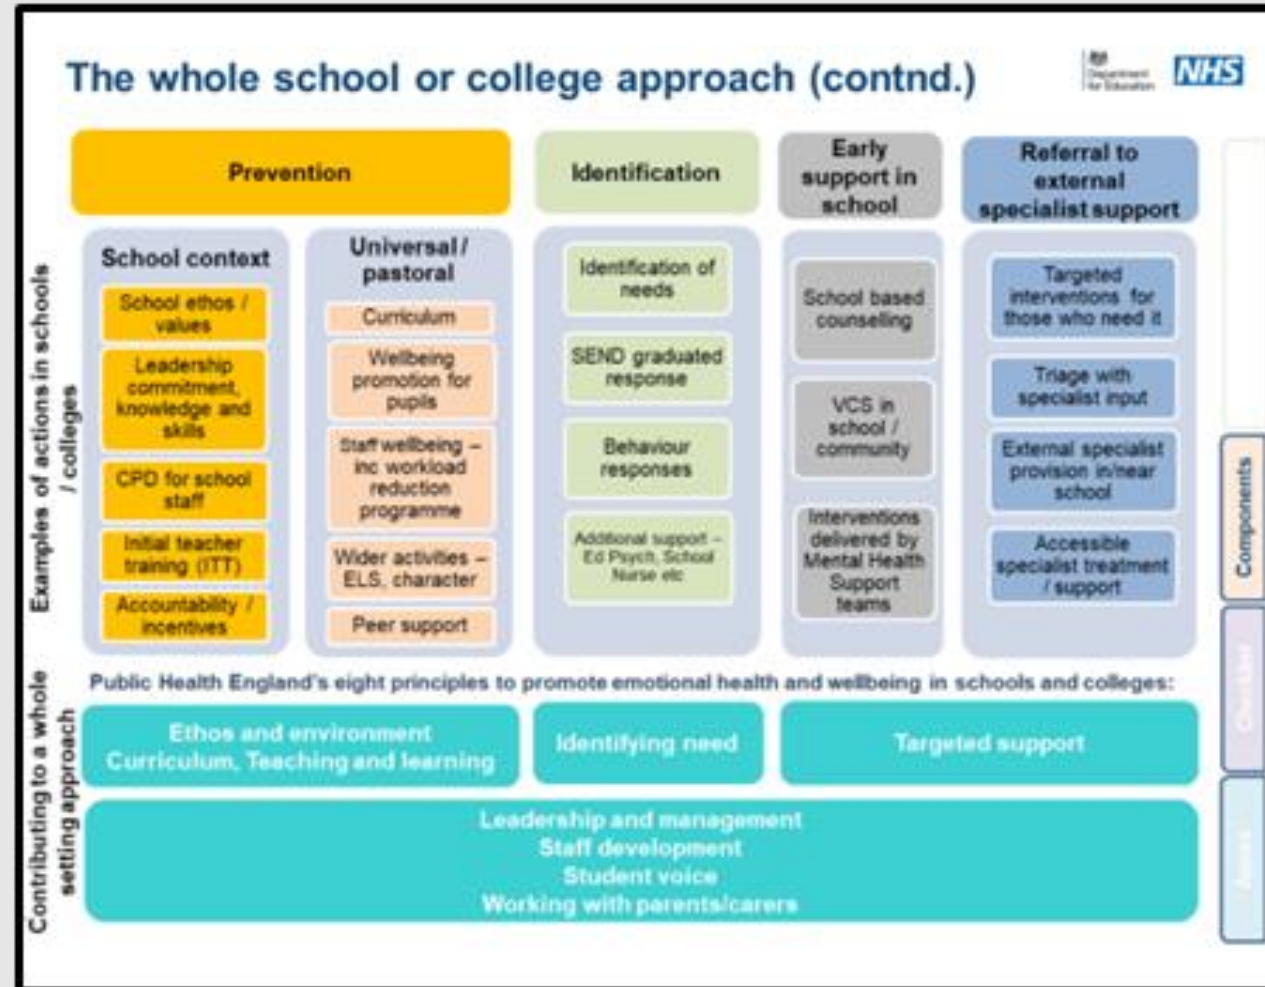 The whole school or college approach (contnd.)
Department
for Education
NHS
Prevention
Identification
Early
support in
school
Referral to
external
specialist support
Examples of actions in schools
/ colleges
School context
School ethos /
values
Leadership
commitment,
knowledge and
skills
CPD for school
staff
Initial teacher
training (ITT)
Accountability /
incentives
Universal /
pastoral
Curriculum
Wellbeing
promotion for
pupils
Staff wellbeing –
inc workload
reduction
programme
Wider activities –
ELS, character
Peer support
Identification of
needs
SEND graduated
response
Behaviour
responses
Additional support –
Ed Psych, School
Nurse etc
School based
counselling
VCS in
school /
community
Interventions
delivered by
Mental Health
Support
teams
Targeted
interventions for
those who need it
Triage with
specialist input
External specialist
provision in/near
school
Accessible
specialist treatment
/ support
Components
Contributing to a whole
setting approach
Public Health England's eight principles to promote emotional health and wellbeing in schools and colleges:
Ethos and environment
Curriculum, Teaching and learning
Identifying need
Targeted support
Leadership and management
Staff development
Student voice
Working with parents/carers